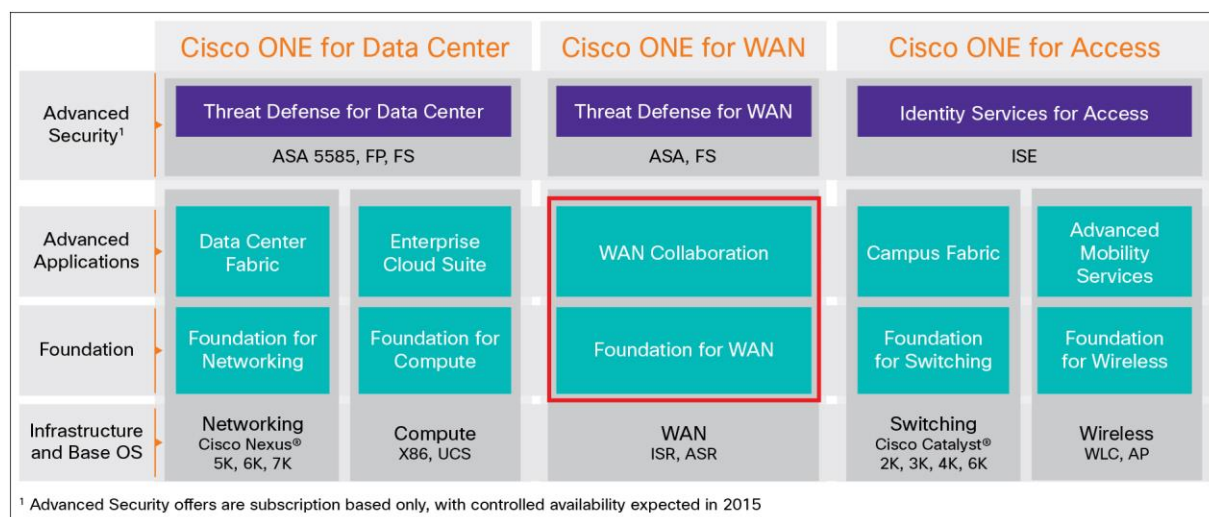 Cisco ONE for Data Center
Cisco ONE for WAN
Cisco ONE for Access
Advanced
Security¹
Threat Defense for Data Center
ASA 5585, FP, FS
Threat Defense for WAN
ASA, FS
Identity Services for Access
ISE
Advanced
Applications
Data Center
Fabric
Enterprise
Cloud Suite
WAN Collaboration
Campus Fabric
Advanced
Mobility
Services
Foundation
Foundation for
Networking
Foundation for
Compute
Foundation for WAN
Foundation
for Switching
Foundation
for Wireless
Infrastructure
and Base OS
Networking
Cisco Nexus®
5K, 6K, 7K
Compute
X86, UCS
WAN
ISR, ASR
Switching
Cisco Catalyst®
2K, 3K, 4K, 6K
Wireless
WLC, AP
¹ Advanced Security offers are subscription based only, with controlled availability expected in 2015